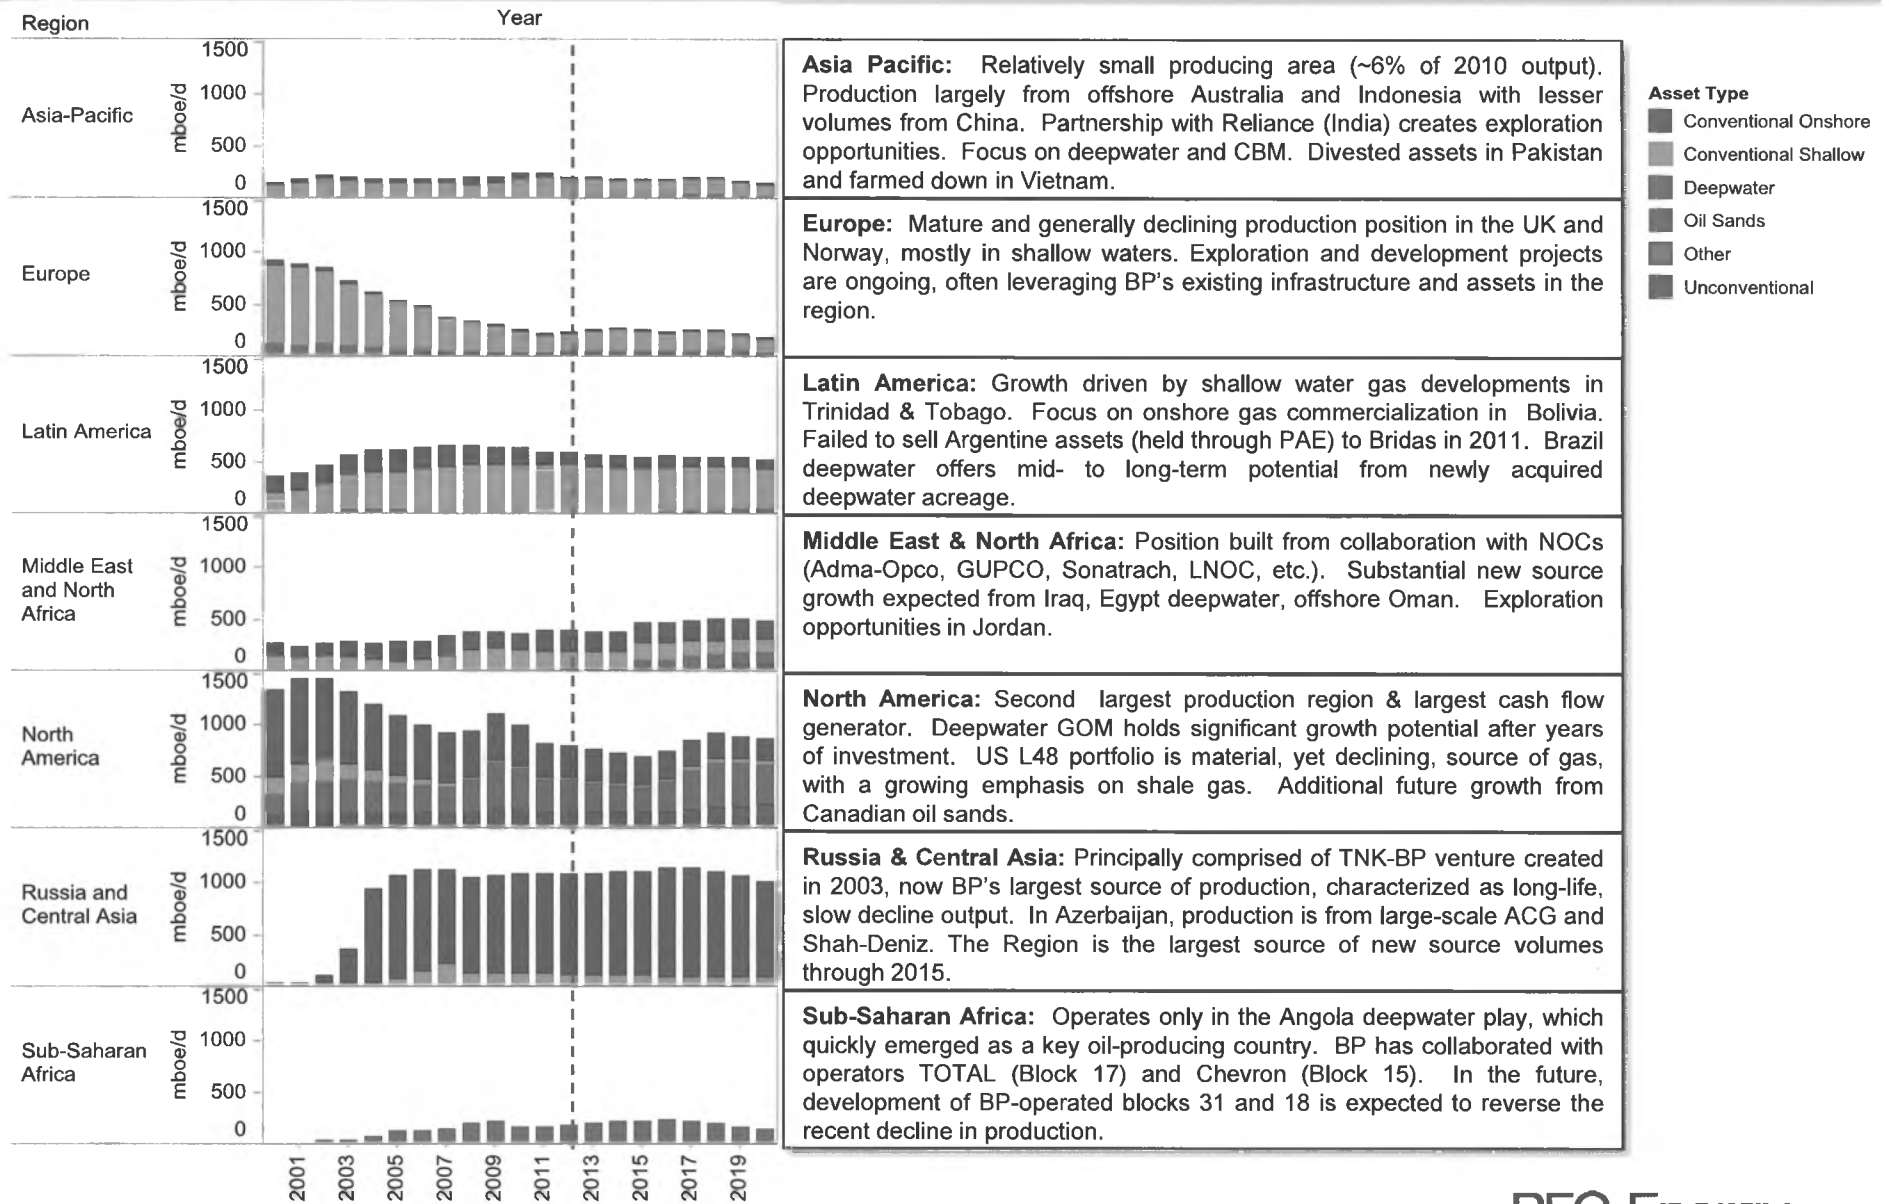 Region
Year
Asia-Pacific
mboe/d
1500
1000
500
0
Asia Pacific: Relatively small producing area (~6% of 2010 output).
Production largely from offshore Australia and Indonesia with lesser
volumes from China. Partnership with Reliance (India) creates exploration
opportunities. Focus on deepwater and CBM. Divested assets in Pakistan
and farmed down in Vietnam.
Europe
mboe/d
1500
1000
500
0
Europe: Mature and generally declining production position in the UK and
Norway, mostly in shallow waters. Exploration and development projects
are ongoing, often leveraging BP's existing infrastructure and assets in the
region.
Latin America
mboe/d
1500
1000
500
0
Latin America: Growth driven by shallow water gas developments in
Trinidad & Tobago. Focus on onshore gas commercialization in Bolivia.
Failed to sell Argentine assets (held through PAE) to Bridas in 2011. Brazil
deepwater offers mid- to long-term potential from newly acquired
deepwater acreage.
Middle East
and North
Africa
mboe/d
1500
1000
500
0
Middle East & North Africa: Position built from collaboration with NOCs
(Adma-Opco, GUPCO, Sonatrach, LNOC, etc.). Substantial new source
growth expected from Iraq, Egypt deepwater, offshore Oman. Exploration
opportunities in Jordan.
North
America
mboe/d
1500
1000
500
0
North America: Second largest production region & largest cash flow
generator. Deepwater GOM holds significant growth potential after years
of investment. US L48 portfolio is material, yet declining, source of gas,
with a growing emphasis on shale gas. Additional future growth from
Canadian oil sands.
Russia and
Central Asia
mboe/d
1500
1000
500
0
Russia & Central Asia: Principally comprised of TNK-BP venture created
in 2003, now BP's largest source of production, characterized as long-life,
slow decline output. In Azerbaijan, production is from large-scale ACG and
Shah-Deniz. The Region is the largest source of new source volumes
through 2015.
Sub-Saharan
Africa
mboe/d
1500
1000
500
0
Sub-Saharan Africa: Operates only in the Angola deepwater play, which
quickly emerged as a key oil-producing country. BP has collaborated with
operators TOTAL (Block 17) and Chevron (Block 15). In the future,
development of BP-operated blocks 31 and 18 is expected to reverse the
recent decline in production.
2001
2003
2005
2007
2009
2011
2013
2015
2017
2019
Asset Type
Conventional Onshore
Conventional Shallow
Deepwater
Oil Sands
Other
Unconventional